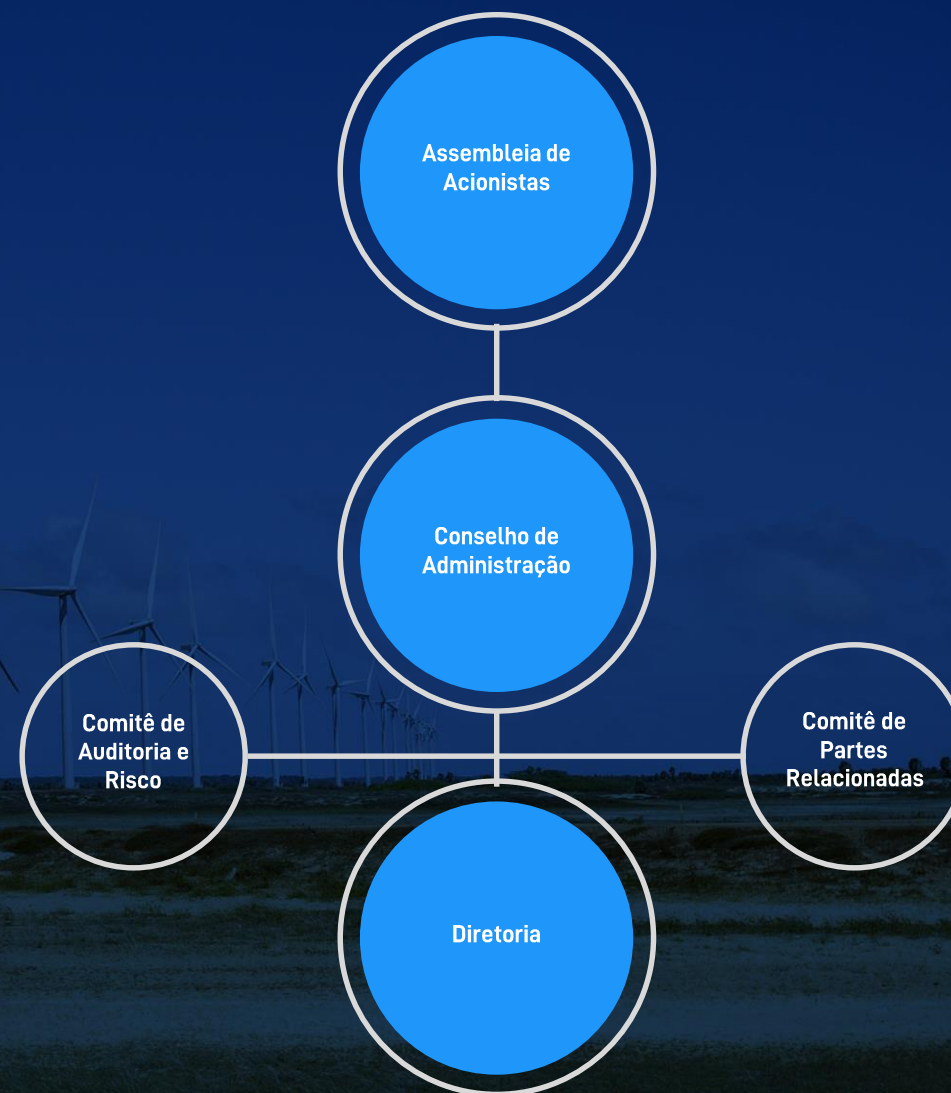 Assembleia de
Acionistas
Conselho de
Administração
Comitê de
Auditoria e
Risco
Comitê de
Partes
Relacionadas
Diretoria